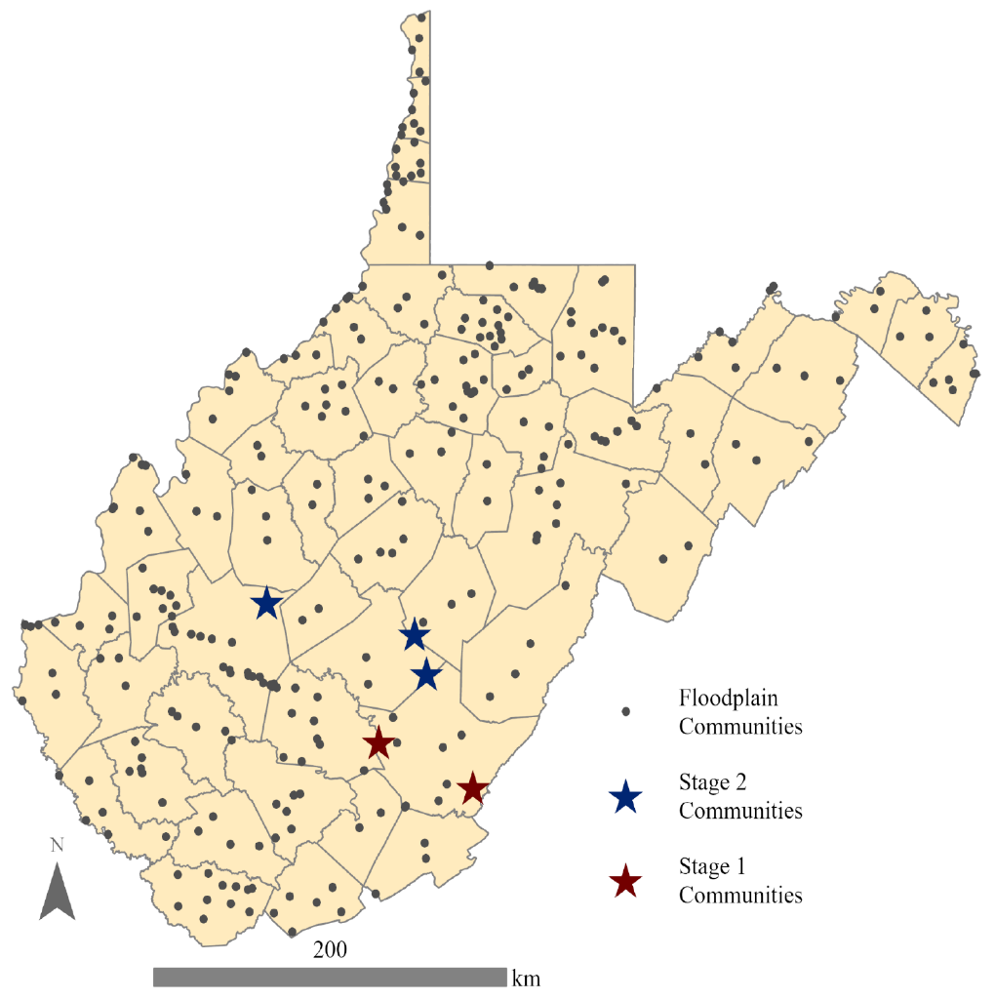 Floodplain
Communities
Stage 2
Communities
Stage 1
Communities
N
200
km